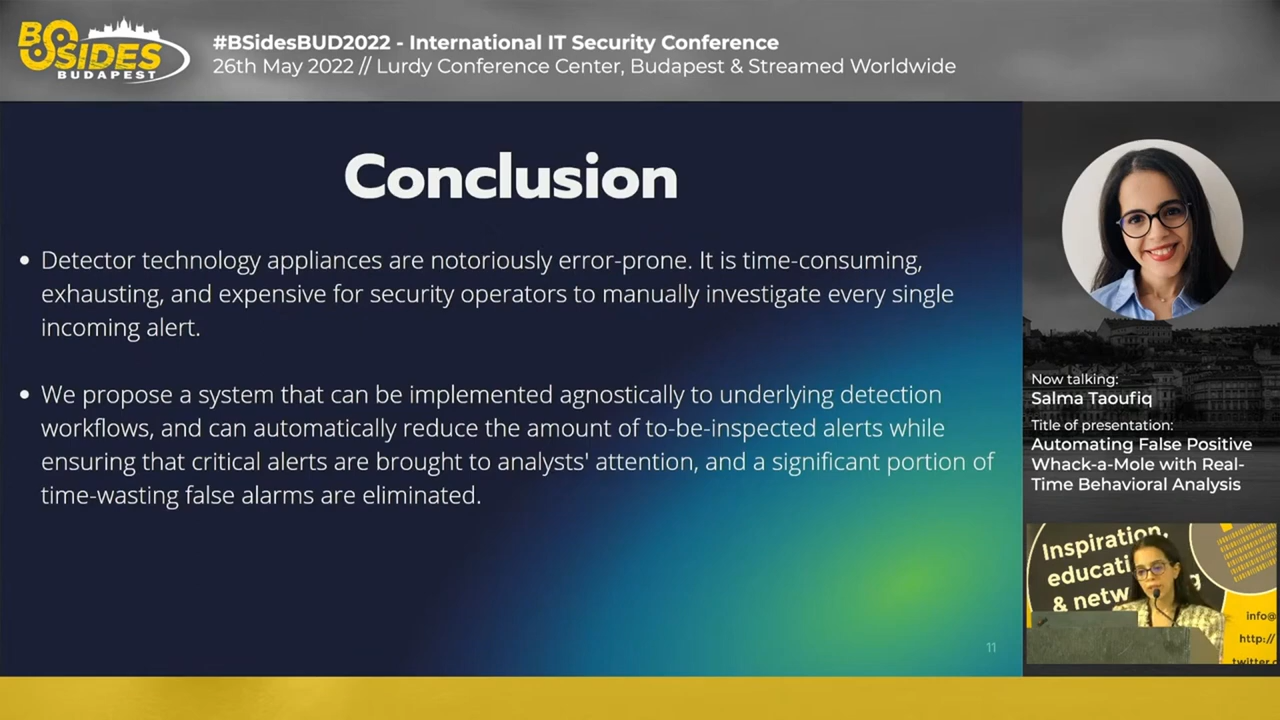 BSIDES
BUDAPEST
#BSidesBUD2022 - International IT Security Conference
26th May 2022 // Lurdy Conference Center, Budapest & Streamed Worldwide
Conclusion
• Detector technology appliances are notoriously error-prone. It is time-consuming,
exhausting, and expensive for security operators to manually investigate every single
incoming alert.
• We propose a system that can be implemented agnostically to underlying detection
workflows, and can automatically reduce the amount of to-be-inspected alerts while
ensuring that critical alerts are brought to analysts' attention, and a significant portion of
time-wasting false alarms are eliminated.
11
Now talking:
Salma Taoufiq
Title of presentation:
Automating False Positive
Whack-a-Mole with Real-
Time Behavioral Analysis
Inspiration,
educati
& netw g
info@
http://
twitter.c